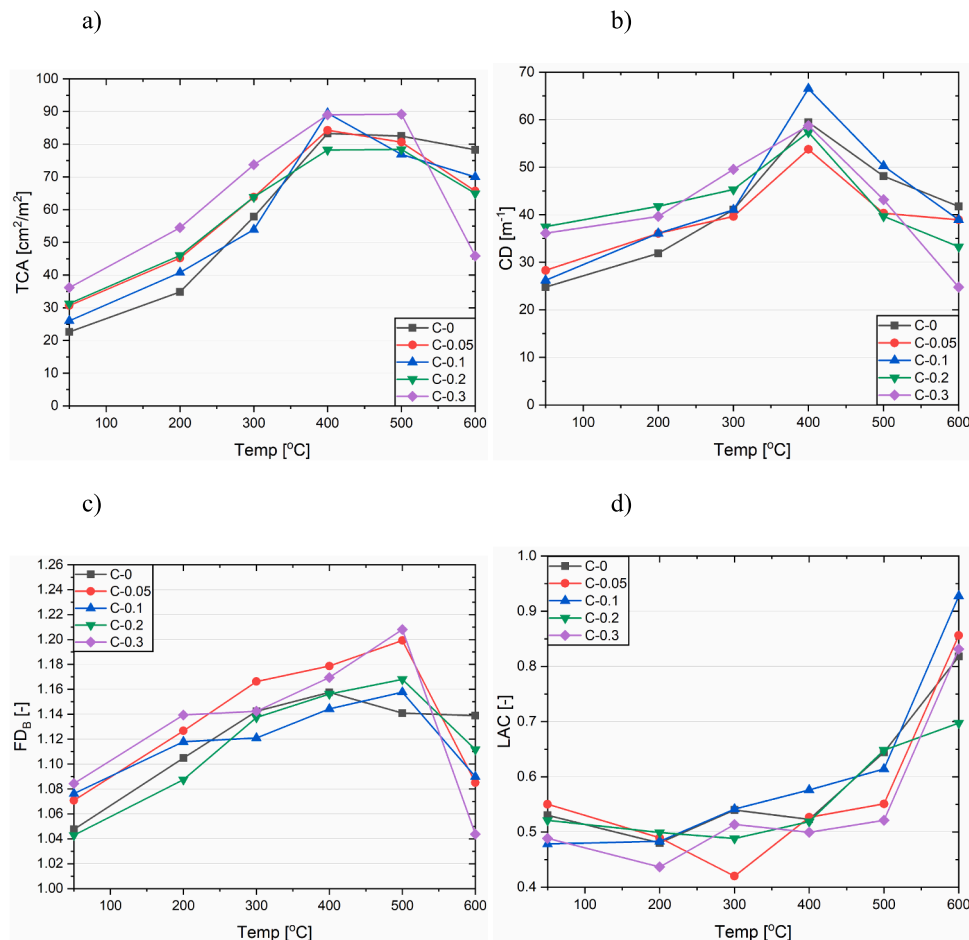 a)
100
90
80
70
60
50
40
30
20
10
0
TCA [cm²/m²]
C-0
C-0.05
C-0.1
C-0.2
C-0.3
100 200 300 400 500 600
Temp [°C]
b)
70
60
50
40
30
20
10
0
CD [m⁻¹]
C-0
C-0.05
C-0.1
C-0.2
C-0.3
100 200 300 400 500 600
Temp [°C]
c)
1.26
1.24
1.22
1.20
1.18
1.16
1.14
1.12
1.10
1.08
1.06
1.04
1.02
1.00
FD_B [-]
C-0
C-0.05
C-0.1
C-0.2
C-0.3
100 200 300 400 500 600
Temp [°C]
d)
1.0
0.9
0.8
0.7
0.6
0.5
0.4
LAC [-]
C-0
C-0.05
C-0.1
C-0.2
C-0.3
100 200 300 400 500 600
Temp [°C]